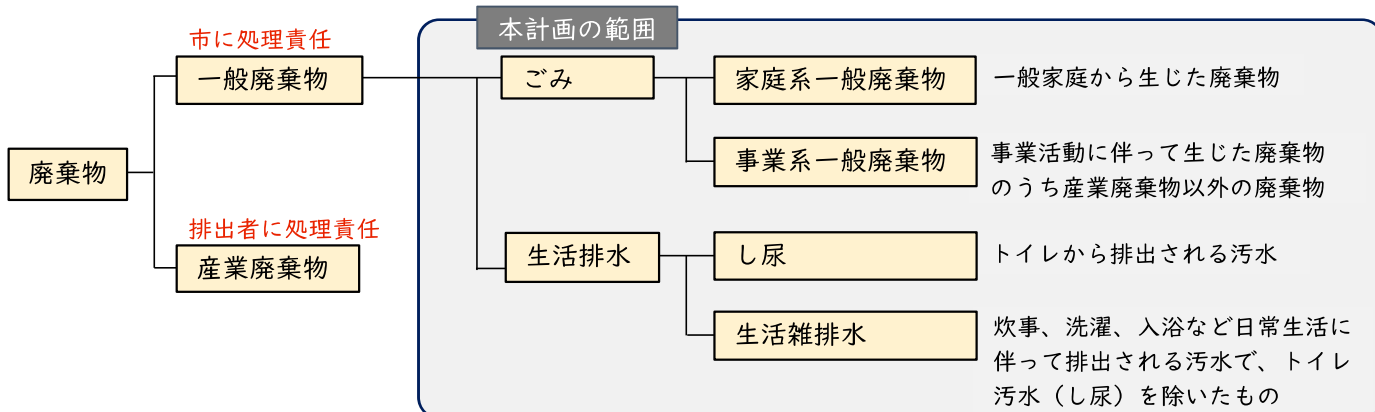 本計画の範囲
市に処理責任
一般廃棄物
ごみ
家庭系一般廃棄物
一般家庭から生じた廃棄物
事業系一般廃棄物
事業活動に伴って生じた廃棄物
のうち産業廃棄物以外の廃棄物
廃棄物
排出者に処理責任
産業廃棄物
生活排水
し尿
トイレから排出される汚水
生活雑排水
炊事、洗濯、入浴など日常生活に
伴って排出される汚水で、トイレ
汚水（し尿）を除いたもの